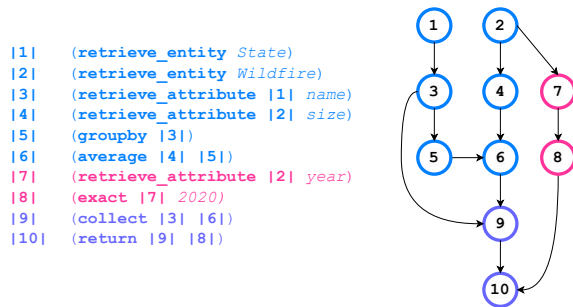 |1| (retrieve_entity State)
|2| (retrieve_entity Wildfire)
|3| (retrieve_attribute |1| name)
|4| (retrieve_attribute |2| size)
|5| (groupby |3|)
|6| (average |4| |5|)
|7| (retrieve_attribute |2| year)
|8| (exact |7| 2020)
|9| (collect |3| |6|)
|10| (return |9| |8|)
1 2
3 4 7
5 6 8
9
10